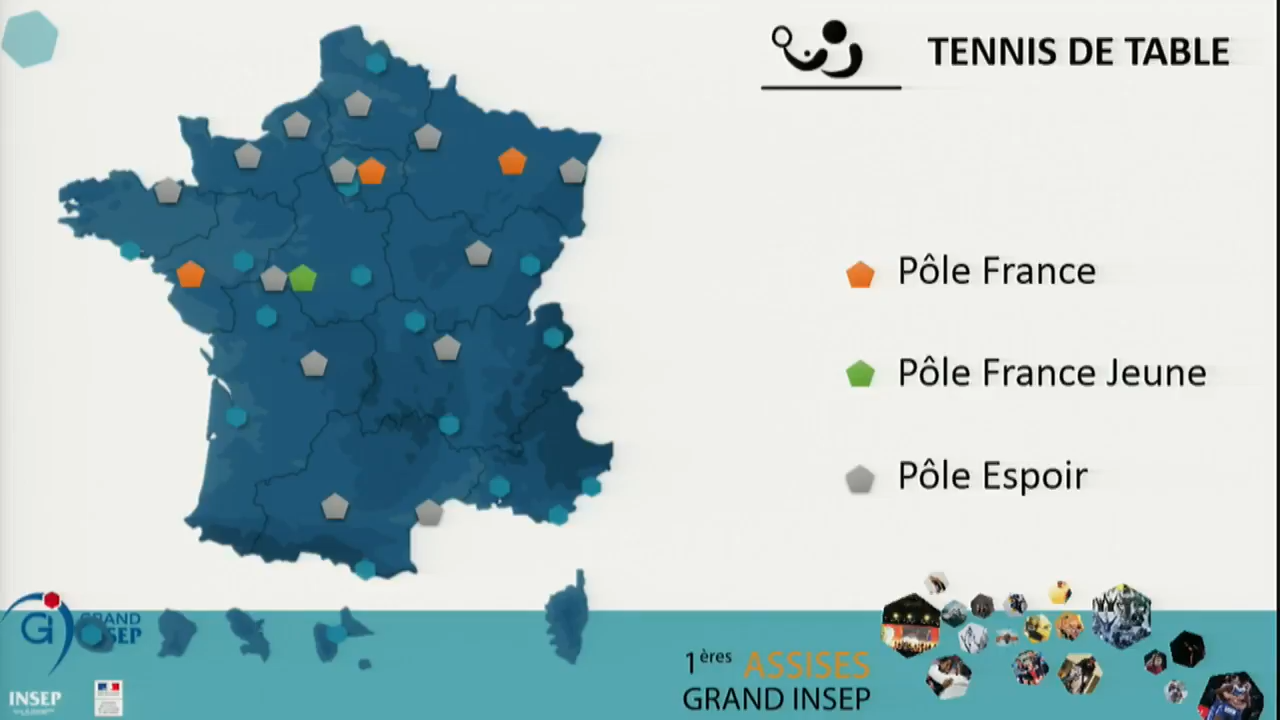 TENNIS DE TABLE
Pôle France
Pôle France Jeune
Pôle Espoir
GRAND
INSEP
1ères ASSISES
GRAND INSEP
INSEP